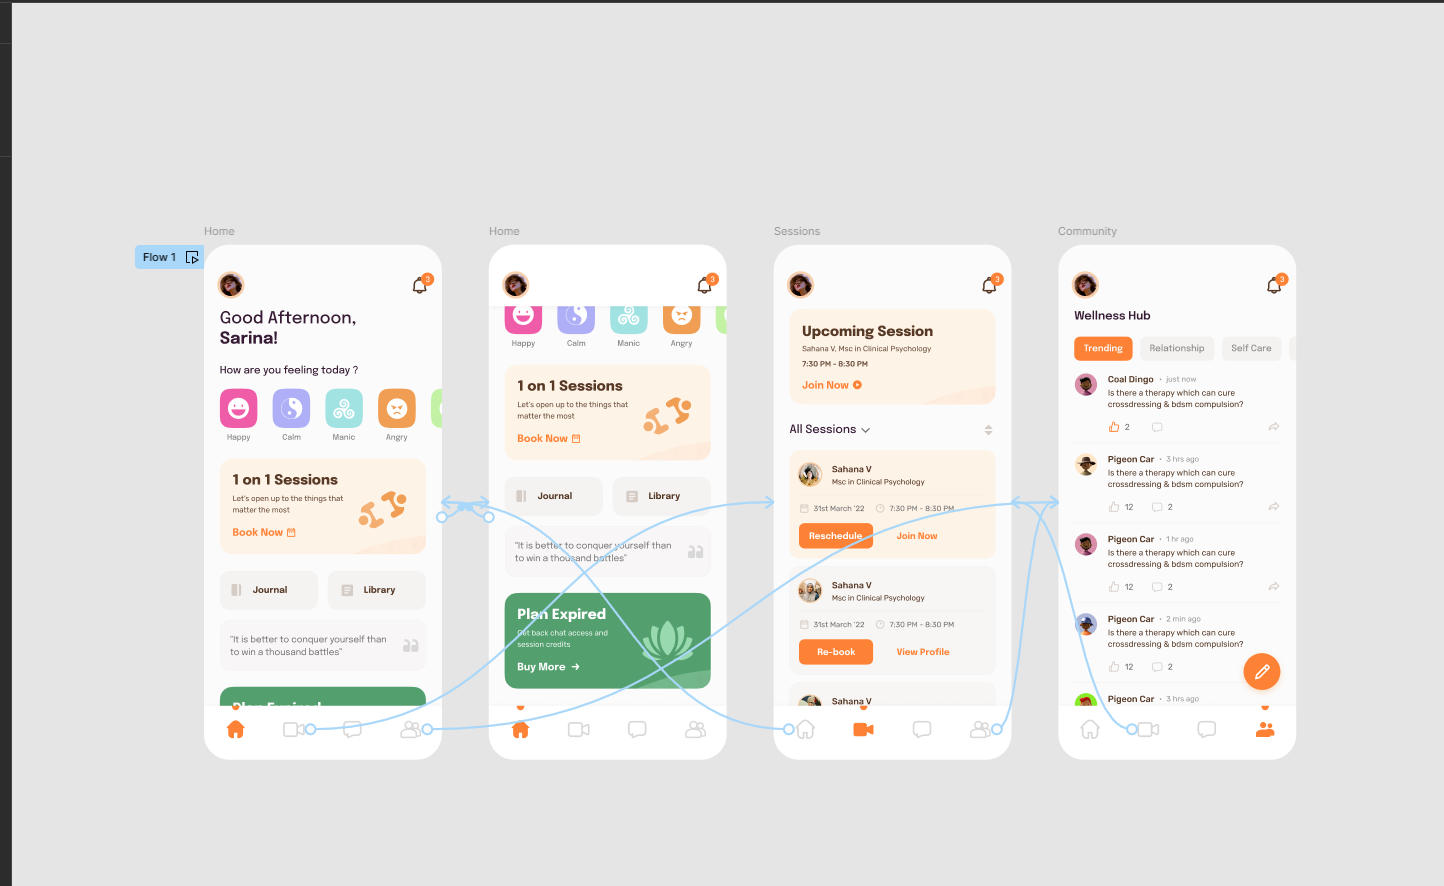 Home
Home
Sessions
Community
Flow 1
3
Good Afternoon,
Sarina!
How are you feeling today ?
Happy
Calm
Manic
Angry
1 on 1 Sessions
Let's open up to the things that
matter the most
Book Now
Journal
Library
"It is better to conquer yourself than
to win a thousand battles"
Plan Expired
3
Happy
Calm
Manic
Angry
1 on 1 Sessions
Let's open up to the things that
matter the most
Book Now
Journal
Library
"It is better to conquer yourself than
to win a thousand battles"
Plan Expired
Get back chat access and
session credits
Buy More
3
Upcoming Session
Sahana V, Msc in Clinical Psychology
7:30 PM - 8:30 PM
Join Now
All Sessions
Sahana V
Msc in Clinical Psychology
31st March '22
7:30 PM - 8:30 PM
Reschedule
Join Now
Sahana V
Msc in Clinical Psychology
31st March '22
7:30 PM - 8:30 PM
Re-book
View Profile
Sahana V
3
Wellness Hub
Trending
Relationship
Self Care
Coal Dingo • just now
Is there a therapy which can cure
crossdressing & bdsm compulsion?
2
Pigeon Car • 3 hrs ago
Is there a therapy which can cure
crossdressing & bdsm compulsion?
12
2
Pigeon Car • 1 hr ago
Is there a therapy which can cure
crossdressing & bdsm compulsion?
12
2
Pigeon Car • 2 min ago
Is there a therapy which can cure
crossdressing & bdsm compulsion?
12
2
Pigeon Car • 3 hrs ago